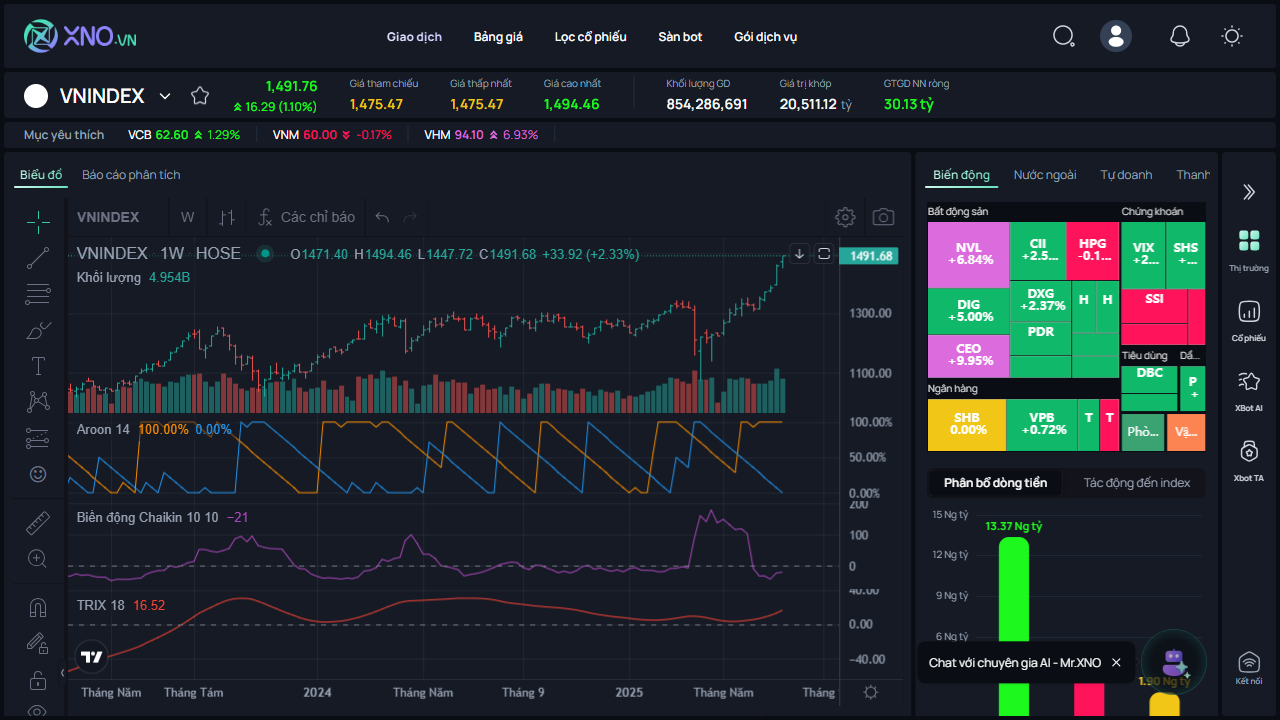 XNO.VN
Giao dịch Bảng giá Lọc cổ phiếu Sàn bot Gói dịch vụ
VNINDEX
1,491.76
16.29 (1.10%)
Giá tham chiếu
1,475.47
Giá thấp nhất
1,475.47
Giá cao nhất
1,494.46
Khối lượng GD
854,286,691
Giá trị khớp
20,511.12 tỷ
GTGD NN ròng
30.13 tỷ
Mục yêu thích VCB 62.60 1.29% VNM 60.00 -0.17% VHM 94.10 6.93%
Biểu đồ Báo cáo phân tích
VNINDEX W Các chỉ báo
VNINDEX 1W HOSE O1471.40 H1494.46 L1447.72 C1491.68 +33.92 (+2.33%)
Khối lượng 4.954B
1491.68
1300.00
1100.00
Aroon 14 100.00% 0.00%
100.00%
50.00%
0.00%
Biến động Chaikin 10 10 −21
200
100
0
TRIX 18 16.52
40.00
0.00
−40.00
Tháng Năm Tháng Tám 2024 Tháng Năm Tháng 9 2025 Tháng Năm Tháng
Biến động Nước ngoài Tự doanh Thanh
Bất động sản
NVL
+6.84%
DIG
+5.00%
CEO
+9.95%
CII
+2.5...
HPG
-0.1...
DXG
+2.37%
PDR
H H
Chứng khoán
VIX
+2...
SHS
+...
SSI
Tiêu dùng
DBC
Dầ...
P
+
Ngân hàng
SHB
0.00%
VPB
+0.72%
T T
Phò...
Vậ...
Phân bổ dòng tiền Tác động đến index
15 Ng tỷ
13.37 Ng tỷ
12 Ng tỷ
9 Ng tỷ
6 Ng tỷ
1.90 Ng tỷ
Chat với chuyên gia AI - Mr.XNO
Thị trường
Cổ phiếu
XBot AI
Xbot TA
Kết nối